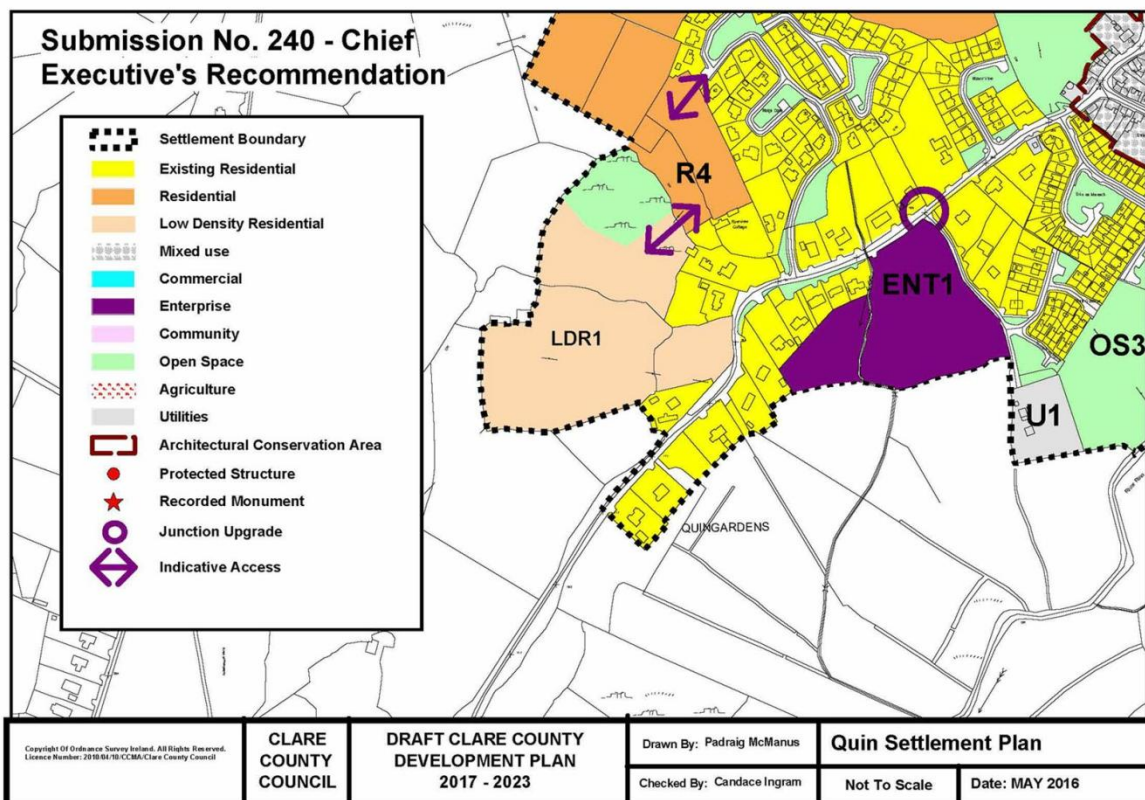 Submission No. 240 - Chief
Executive's Recommendation
Settlement Boundary
Existing Residential
Residential
Low Density Residential
Mixed use
Commercial
Enterprise
Community
Open Space
Agriculture
Utilities
Architectural Conservation Area
Protected Structure
Recorded Monument
Junction Upgrade
Indicative Access
R4
ENT1
LDR1
OS3
U1
QUINGARDENS
Copyright Of Ordnance Survey Ireland. All Rights Reserved.
Licence Number: 2010/04/10/CCMA/Clare County Council
CLARE
COUNTY
COUNCIL
DRAFT CLARE COUNTY
DEVELOPMENT PLAN
2017 - 2023
Drawn By: Padraig McManus
Checked By: Candace Ingram
Quin Settlement Plan
Not To Scale
Date: MAY 2016